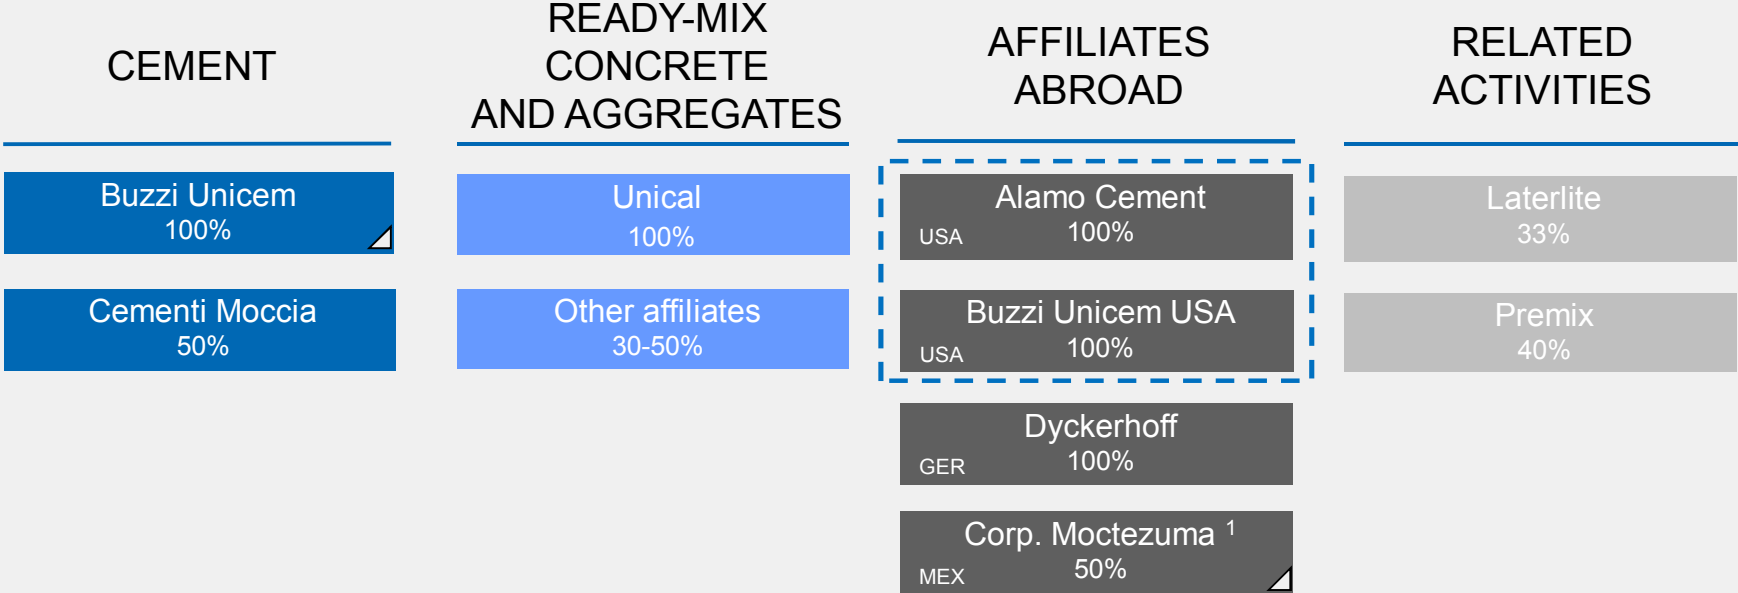 CEMENT
Buzzi Unicem
100%
Cementi Moccia
50%
READY-MIX
CONCRETE
AND AGGREGATES
Unical
100%
Other affiliates
30-50%
AFFILIATES
ABROAD
Alamo Cement
USA 100%
Buzzi Unicem USA
USA 100%
Dyckerhoff
GER 100%
Corp. Moctezuma ¹
MEX 50%
RELATED
ACTIVITIES
Laterlite
33%
Premix
40%